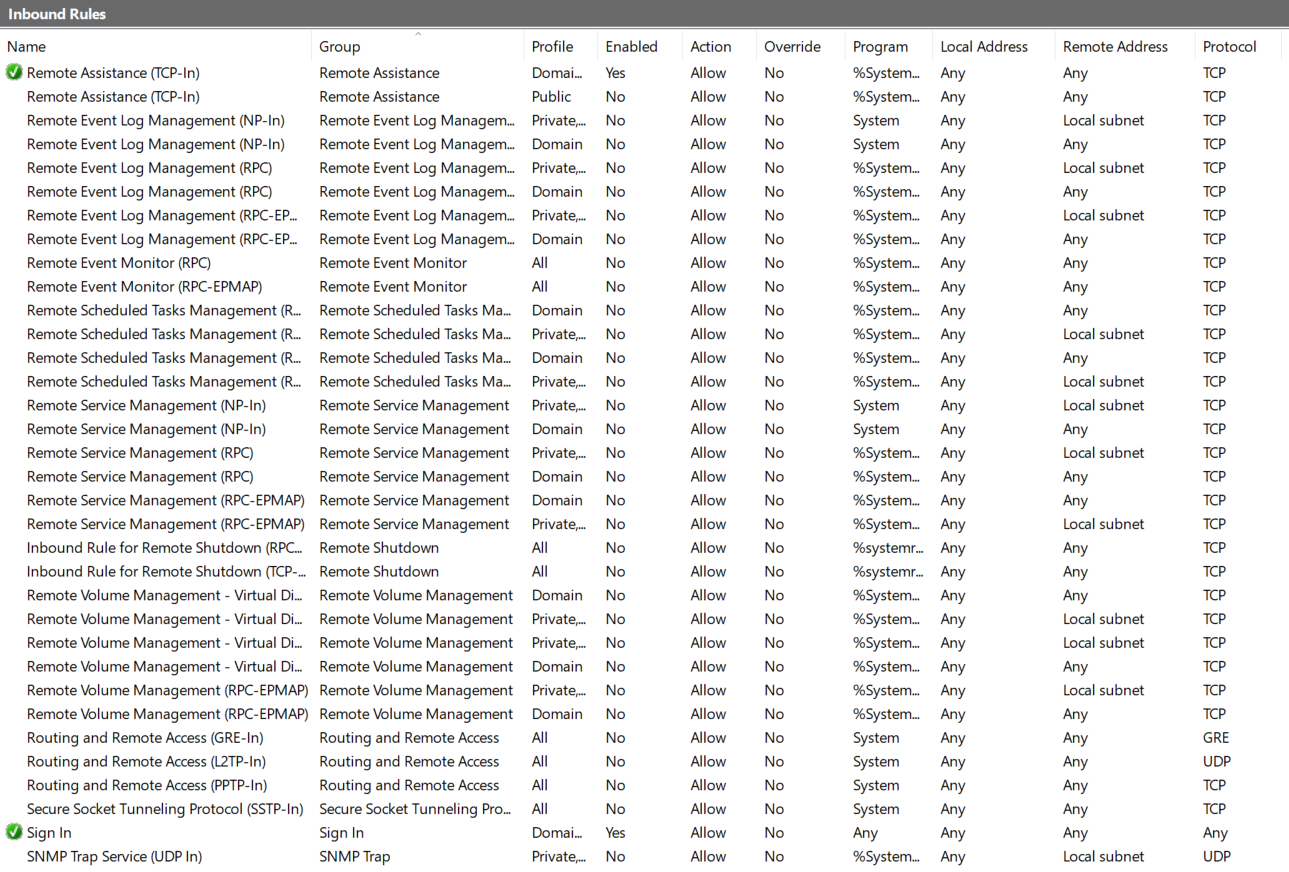 Inbound Rules
Name Group Profile Enabled Action Override Program Local Address Remote Address Protocol
Remote Assistance (TCP-In) Remote Assistance Domai... Yes Allow No %System... Any Any TCP
Remote Assistance (TCP-In) Remote Assistance Public No Allow No %System... Any Any TCP
Remote Event Log Management (NP-In) Remote Event Log Managem... Private,... No Allow No System Any Local subnet TCP
Remote Event Log Management (NP-In) Remote Event Log Managem... Domain No Allow No System Any Any TCP
Remote Event Log Management (RPC) Remote Event Log Managem... Private,... No Allow No %System... Any Local subnet TCP
Remote Event Log Management (RPC) Remote Event Log Managem... Domain No Allow No %System... Any Any TCP
Remote Event Log Management (RPC-EP... Remote Event Log Managem... Private,... No Allow No %System... Any Local subnet TCP
Remote Event Log Management (RPC-EP... Remote Event Log Managem... Domain No Allow No %System... Any Any TCP
Remote Event Monitor (RPC) Remote Event Monitor All No Allow No %System... Any Any TCP
Remote Event Monitor (RPC-EPMAP) Remote Event Monitor All No Allow No %System... Any Any TCP
Remote Scheduled Tasks Management (R... Remote Scheduled Tasks Ma... Domain No Allow No %System... Any Any TCP
Remote Scheduled Tasks Management (R... Remote Scheduled Tasks Ma... Private,... No Allow No %System... Any Local subnet TCP
Remote Scheduled Tasks Management (R... Remote Scheduled Tasks Ma... Domain No Allow No %System... Any Any TCP
Remote Scheduled Tasks Management (R... Remote Scheduled Tasks Ma... Private,... No Allow No %System... Any Local subnet TCP
Remote Service Management (NP-In) Remote Service Management Private,... No Allow No System Any Local subnet TCP
Remote Service Management (NP-In) Remote Service Management Domain No Allow No System Any Any TCP
Remote Service Management (RPC) Remote Service Management Private,... No Allow No %System... Any Local subnet TCP
Remote Service Management (RPC) Remote Service Management Domain No Allow No %System... Any Any TCP
Remote Service Management (RPC-EPMAP) Remote Service Management Domain No Allow No %System... Any Any TCP
Remote Service Management (RPC-EPMAP) Remote Service Management Private,... No Allow No %System... Any Local subnet TCP
Inbound Rule for Remote Shutdown (RPC... Remote Shutdown All No Allow No %systemr... Any Any TCP
Inbound Rule for Remote Shutdown (TCP-... Remote Shutdown All No Allow No %systemr... Any Any TCP
Remote Volume Management - Virtual Di... Remote Volume Management Domain No Allow No %System... Any Any TCP
Remote Volume Management - Virtual Di... Remote Volume Management Private,... No Allow No %System... Any Local subnet TCP
Remote Volume Management - Virtual Di... Remote Volume Management Private,... No Allow No %System... Any Local subnet TCP
Remote Volume Management - Virtual Di... Remote Volume Management Domain No Allow No %System... Any Any TCP
Remote Volume Management (RPC-EPMAP) Remote Volume Management Private,... No Allow No %System... Any Local subnet TCP
Remote Volume Management (RPC-EPMAP) Remote Volume Management Domain No Allow No %System... Any Any TCP
Routing and Remote Access (GRE-In) Routing and Remote Access All No Allow No System Any Any GRE
Routing and Remote Access (L2TP-In) Routing and Remote Access All No Allow No System Any Any UDP
Routing and Remote Access (PPTP-In) Routing and Remote Access All No Allow No System Any Any TCP
Secure Socket Tunneling Protocol (SSTP-In) Secure Socket Tunneling Pro... All No Allow No System Any Any TCP
Sign In Sign In Domai... Yes Allow No Any Any Any Any
SNMP Trap Service (UDP In) SNMP Trap Private,... No Allow No %System... Any Local subnet UDP